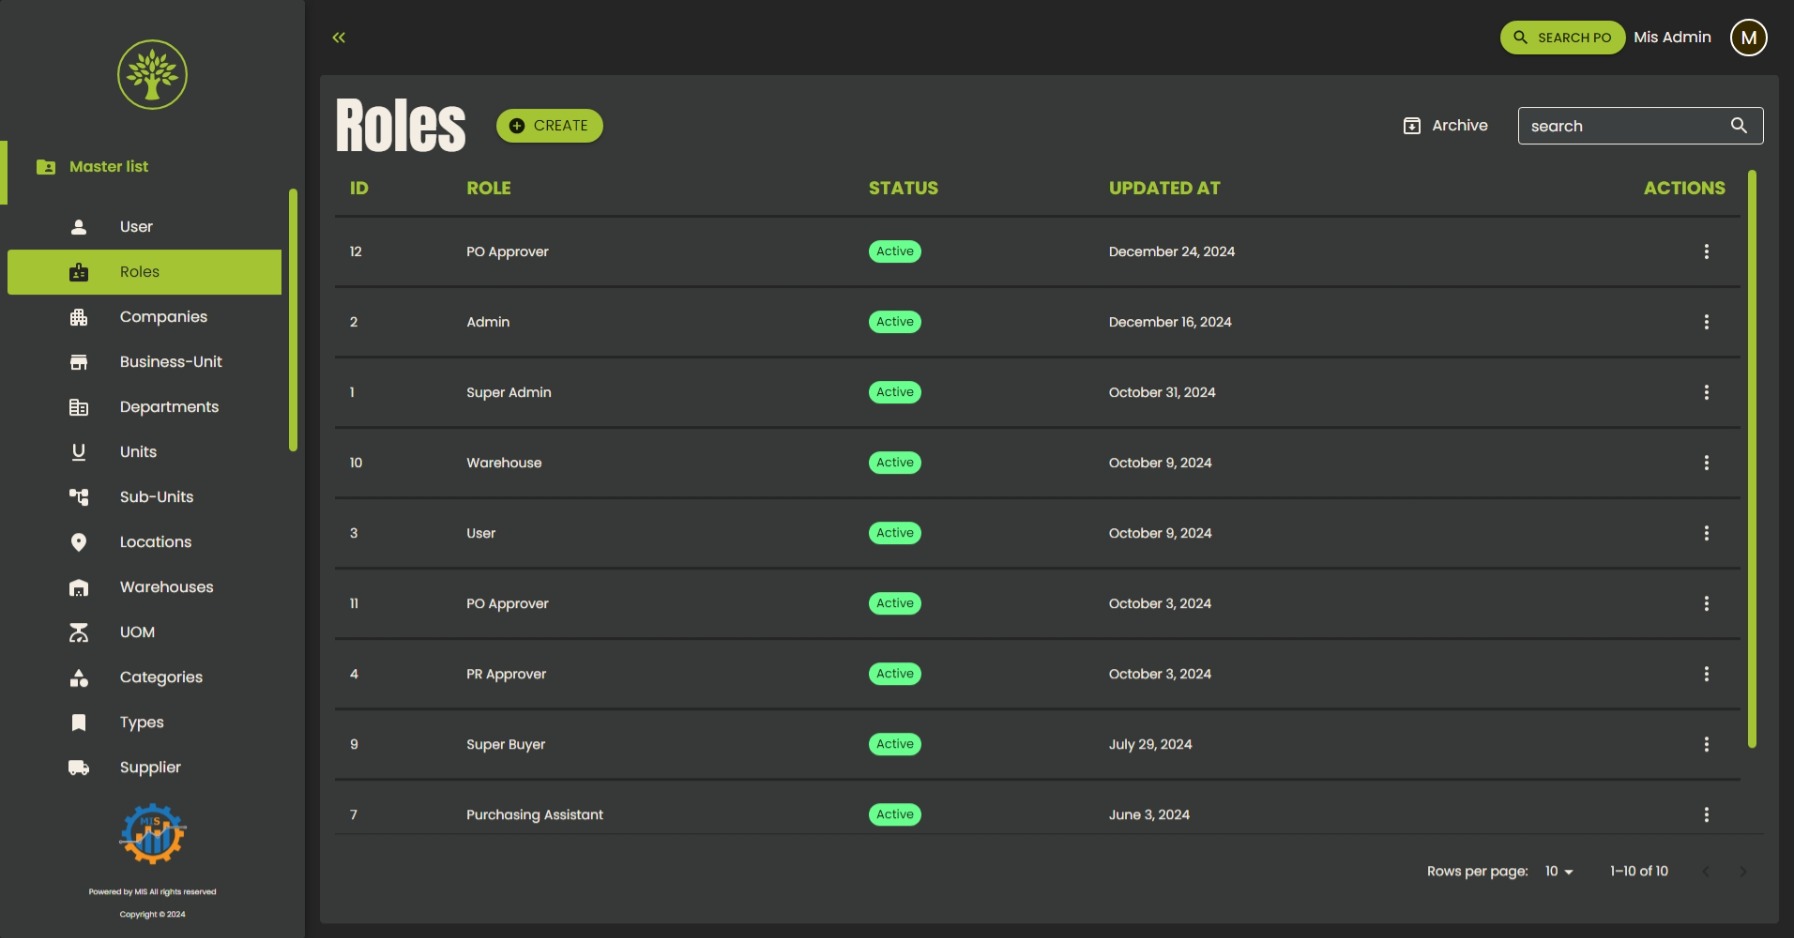 SEARCH PO Mis Admin M
Roles CREATE Archive search
Master list
User
Roles
Companies
Business-Unit
Departments
Units
Sub-Units
Locations
Warehouses
UOM
Categories
Types
Supplier
MIS
Powered by MIS All rights reserved
Copyright © 2024
ID ROLE STATUS UPDATED AT ACTIONS
12 PO Approver Active December 24, 2024
2 Admin Active December 16, 2024
1 Super Admin Active October 31, 2024
10 Warehouse Active October 9, 2024
3 User Active October 9, 2024
11 PO Approver Active October 3, 2024
4 PR Approver Active October 3, 2024
9 Super Buyer Active July 29, 2024
7 Purchasing Assistant Active June 3, 2024
Rows per page: 10 1–10 of 10